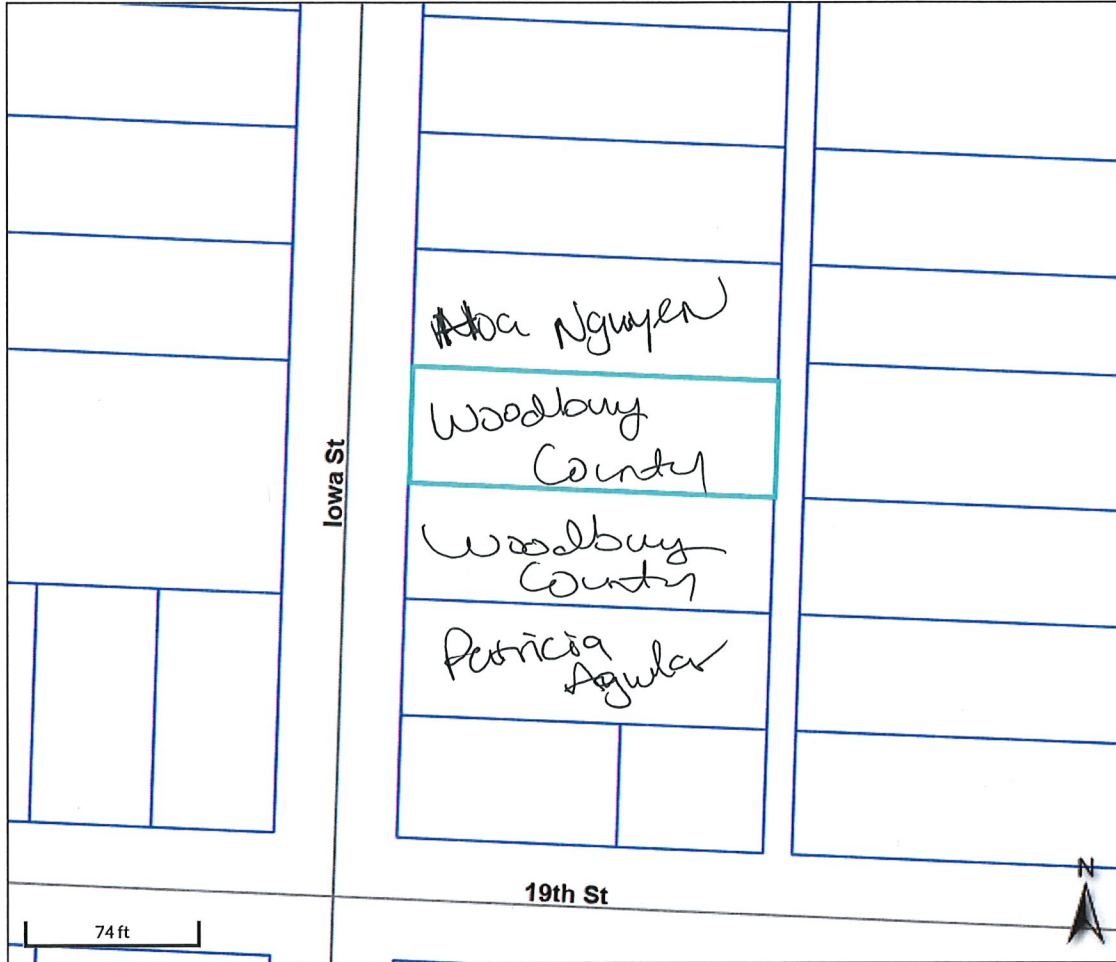 Hoa Nguyen
Woodbury
County
Woodbury
County
Patricia
Aguilar
Iowa St
19th St
74 ft
N